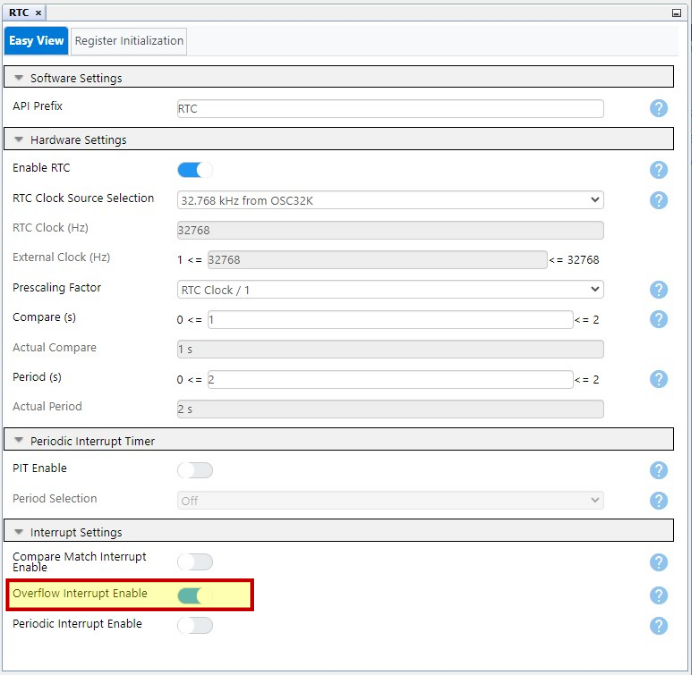 RTC ×
Easy View Register Initialization
Software Settings
API Prefix RTC ?
Hardware Settings
Enable RTC ?
RTC Clock Source Selection 32.768 kHz from OSC32K ?
RTC Clock (Hz) 32768
External Clock (Hz) 1 <= 32768 <= 32768
Prescaling Factor RTC Clock / 1 ?
Compare (s) 0 <= 1 <= 2 ?
Actual Compare 1 s
Period (s) 0 <= 2 <= 2 ?
Actual Period 2 s
Periodic Interrupt Timer
PIT Enable ?
Period Selection Off ?
Interrupt Settings
Compare Match Interrupt
Enable ?
Overflow Interrupt Enable ?
Periodic Interrupt Enable ?